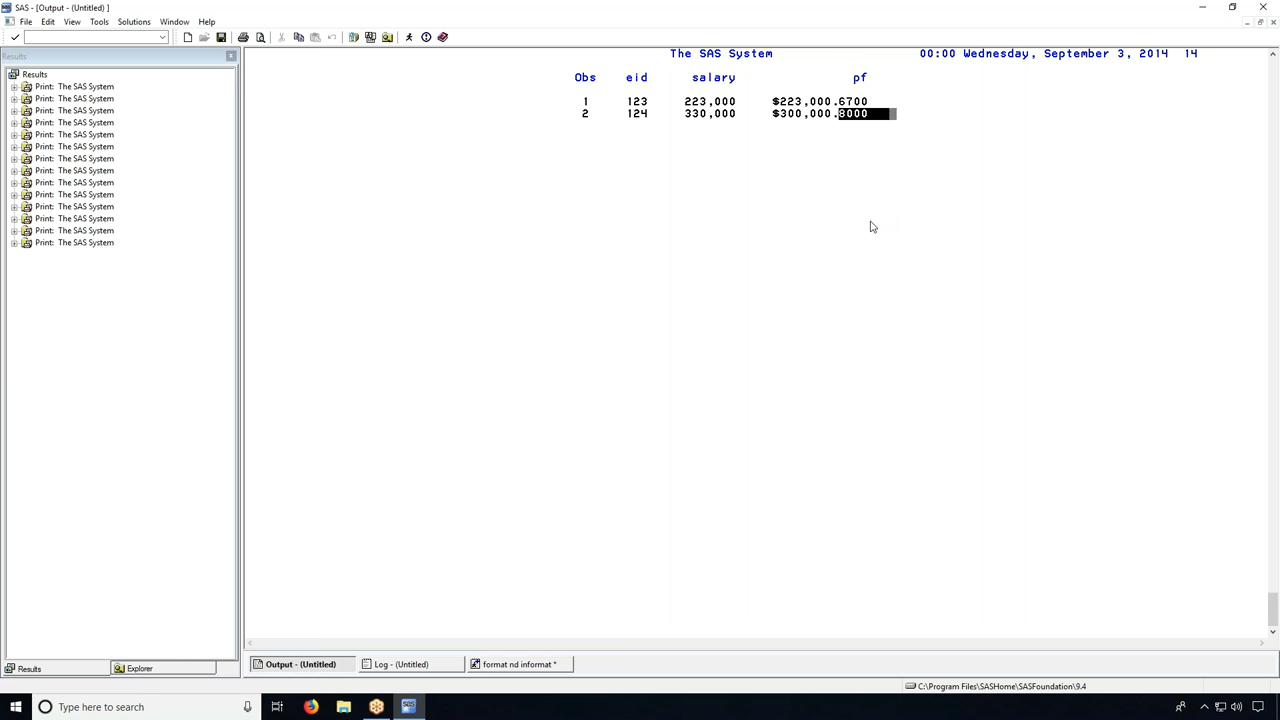 SAS - [Output - (Untitled) ]
File Edit View Tools Solutions Window Help
Results
Results
Print: The SAS System
Print: The SAS System
Print: The SAS System
Print: The SAS System
Print: The SAS System
Print: The SAS System
Print: The SAS System
Print: The SAS System
Print: The SAS System
Print: The SAS System
Print: The SAS System
Print: The SAS System
Print: The SAS System
Print: The SAS System
The SAS System 00:00 Wednesday, September 3, 2014 14
Obs eid salary pf
1 123 223,000 $223,000.6700
2 124 330,000 $300,000.8000
Results Explorer
Output - (Untitled) Log - (Untitled) format nd informat *
C:\Program Files\SASHome\SASFoundation\9.4
Type here to search